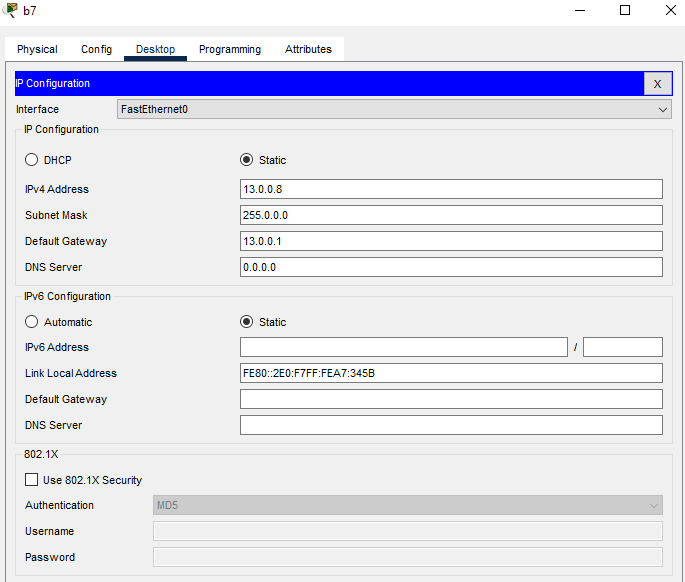 b7
Physical Config Desktop Programming Attributes
IP Configuration X
Interface FastEthernet0
IP Configuration
DHCP Static
IPv4 Address 13.0.0.8
Subnet Mask 255.0.0.0
Default Gateway 13.0.0.1
DNS Server 0.0.0.0
IPv6 Configuration
Automatic Static
IPv6 Address /
Link Local Address FE80::2E0:F7FF:FEA7:345B
Default Gateway
DNS Server
802.1X
Use 802.1X Security
Authentication MD5
Username
Password